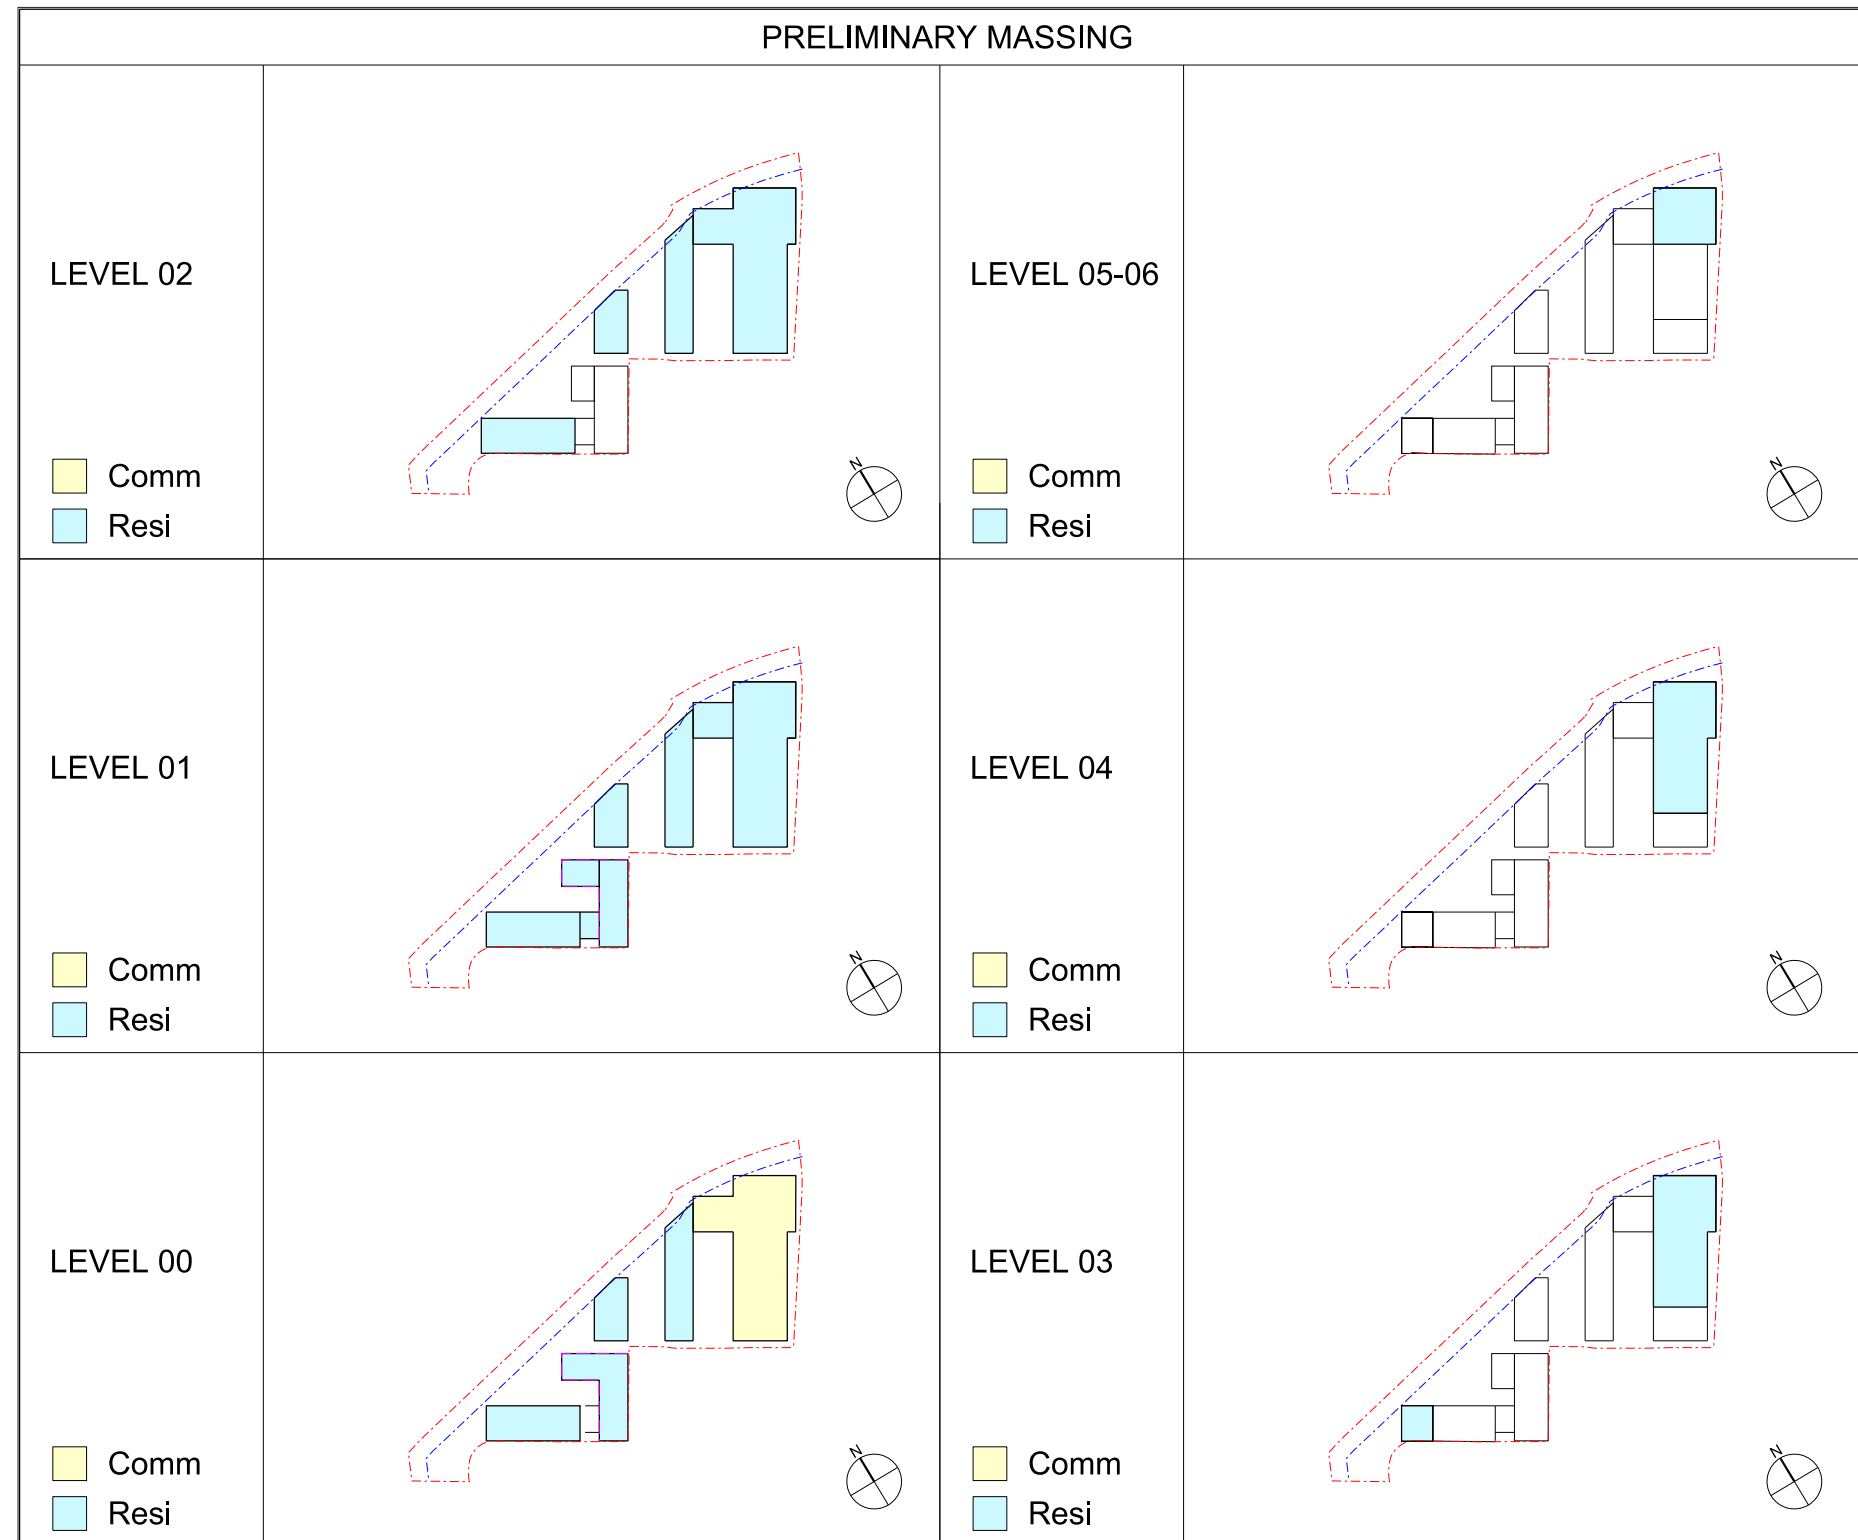 PRELIMINARY MASSING
LEVEL 02
Comm
Resi
N
LEVEL 05-06
Comm
Resi
N
LEVEL 01
Comm
Resi
N
LEVEL 04
Comm
Resi
N
LEVEL 00
Comm
Resi
N
LEVEL 03
Comm
Resi
N